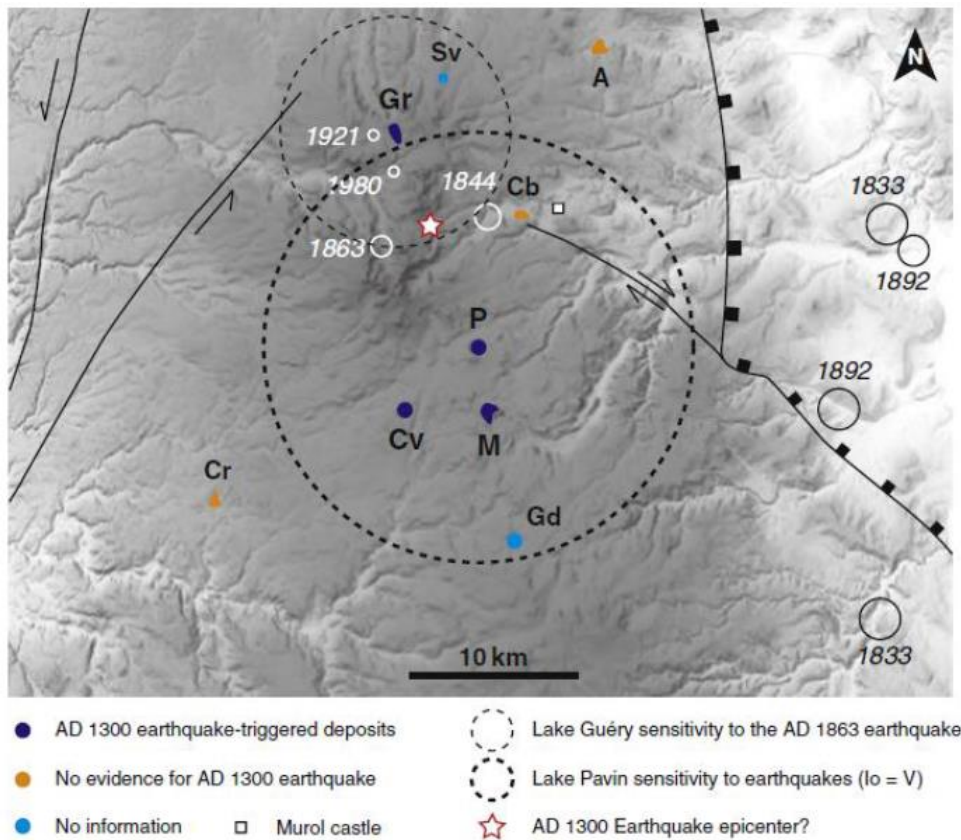 N
Sv
A
Gr
1921
1980
1844
Cb
1833
1863
1892
P
1892
Cv
M
Cr
Gd
10 km
1833
AD 1300 earthquake-triggered deposits
Lake Guéry sensitivity to the AD 1863 earthquake
No evidence for AD 1300 earthquake
Lake Pavin sensitivity to earthquakes (Io = V)
No information
Murol castle
AD 1300 Earthquake epicenter?